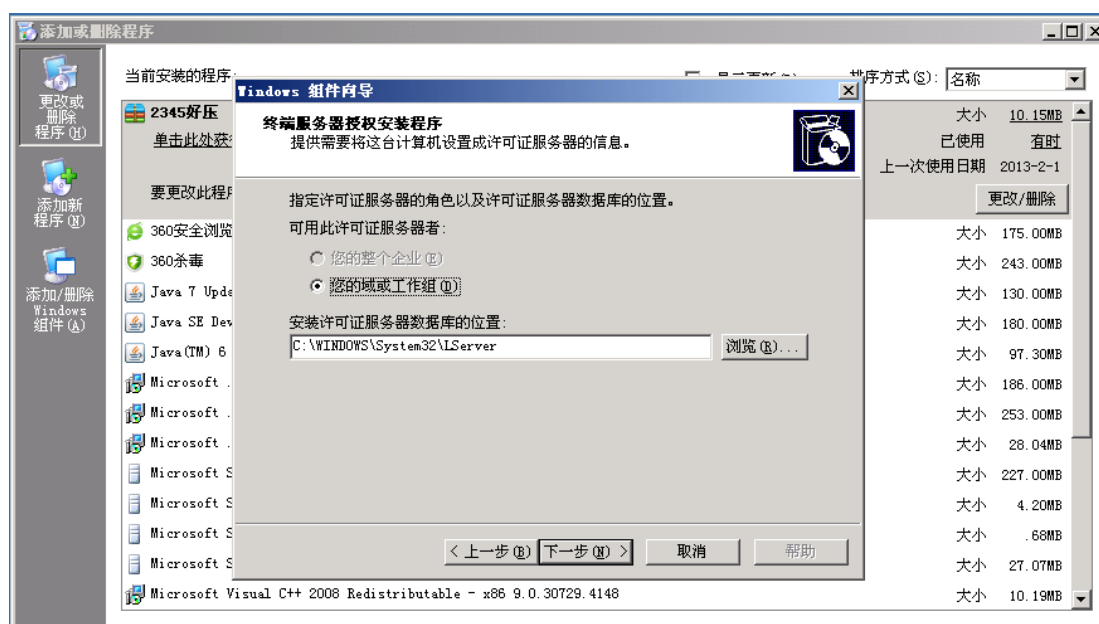 添加或删除程序
更改或
删除
程序(H)
添加新
程序(N)
添加/删除
Windows
组件(A)
当前安装的程序:
排序方式(S):
名称
2345好压
大小 10.15MB
单击此处获
已使用 有时
上一次使用日期 2013-2-1
要更改此程
更改/删除
360安全浏览
大小 175.00MB
360杀毒
大小 243.00MB
Java 7 Upda
大小 130.00MB
Java SE Dev
大小 180.00MB
Java(TM) 6
大小 97.30MB
Microsoft .
大小 186.00MB
Microsoft .
大小 253.00MB
Microsoft .
大小 28.04MB
Microsoft S
大小 227.00MB
Microsoft S
大小 4.20MB
Microsoft S
大小 .68MB
Microsoft S
大小 27.07MB
Microsoft Visual C++ 2008 Redistributable - x86 9.0.30729.4148
大小 10.19MB
Windows 组件向导
终端服务器授权安装程序
提供需要将这台计算机设置成许可证服务器的信息。
指定许可证服务器的角色以及许可证服务器数据库的位置。
可用此许可证服务器者:
您的整个企业(E)
您的域或工作组(D)
安装许可证服务器数据库的位置:
C:\WINDOWS\System32\LServer
浏览(R)...
< 上一步(B)
下一步(N) >
取消
帮助